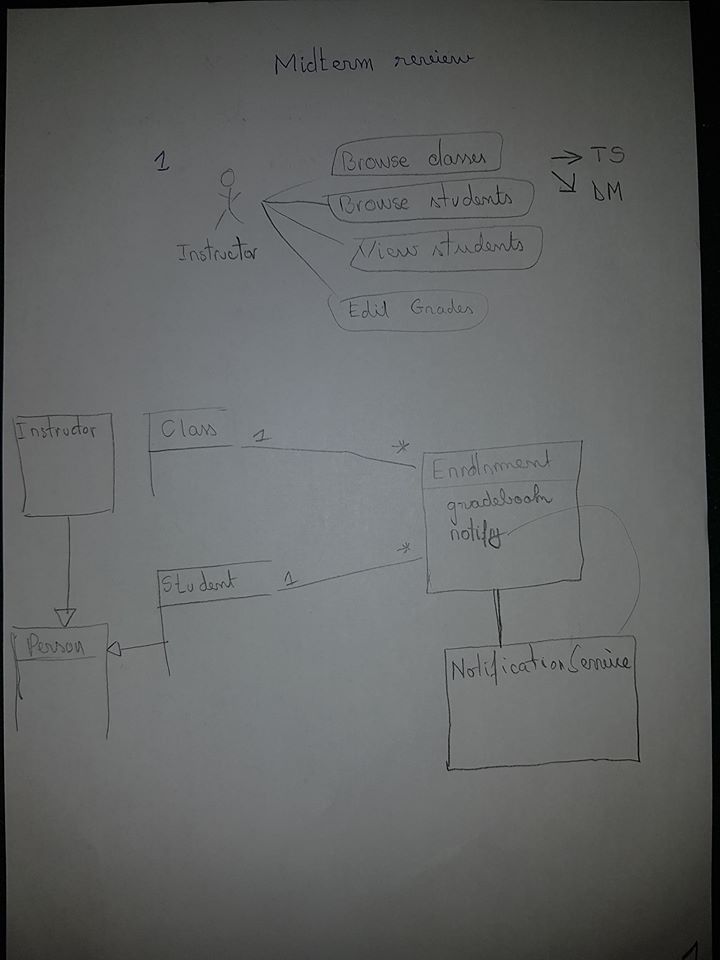 Midterm review
1
Browse classes
→ TS
Browse students
↘ DM
Instructor
View students
Edit Grades
Instructor
Class
1
*
Enrolnment
gradebook
notify
*
Student
1
Person
NotificationService